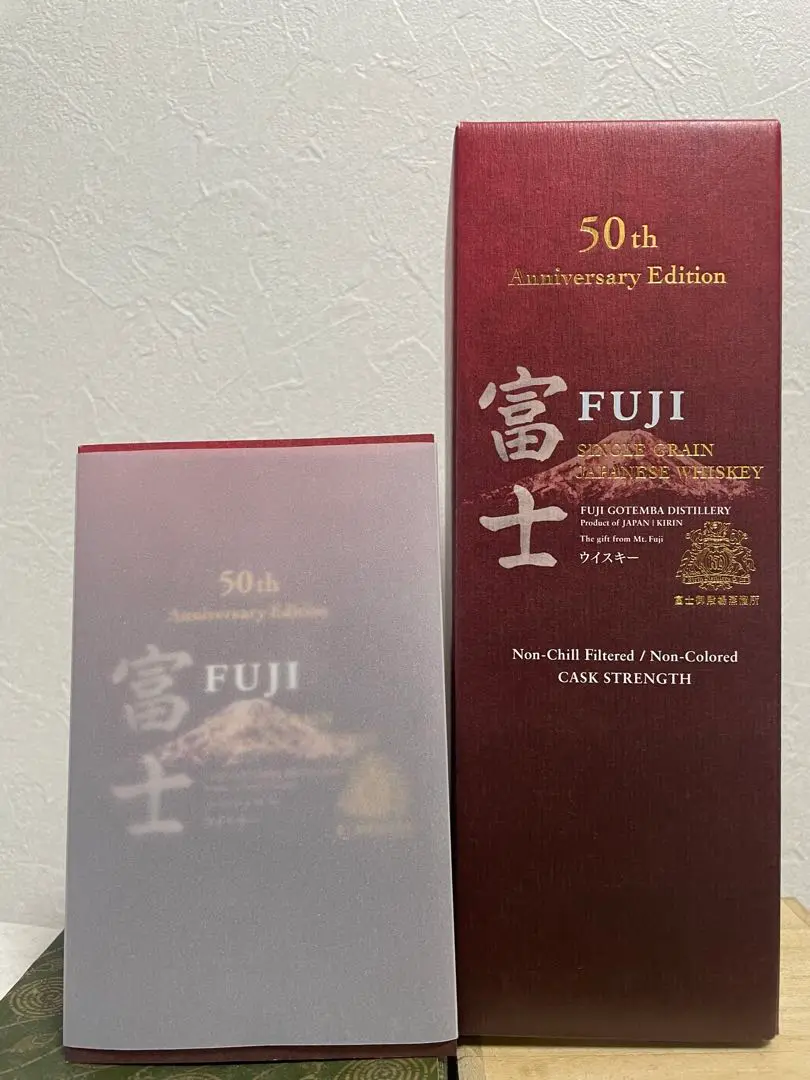 50th
Anniversary Edition
富士
FUJI
SINGLE GRAIN
JAPANESE WHISKEY
FUJI GOTEMBA DISTILLERY
Product of JAPAN | KIRIN
The gift from Mt. Fuji
ウイスキー
富士御殿場蒸溜所
Non-Chill Filtered / Non-Colored
CASK STRENGTH
50th
Anniversary Edition
富士
FUJI